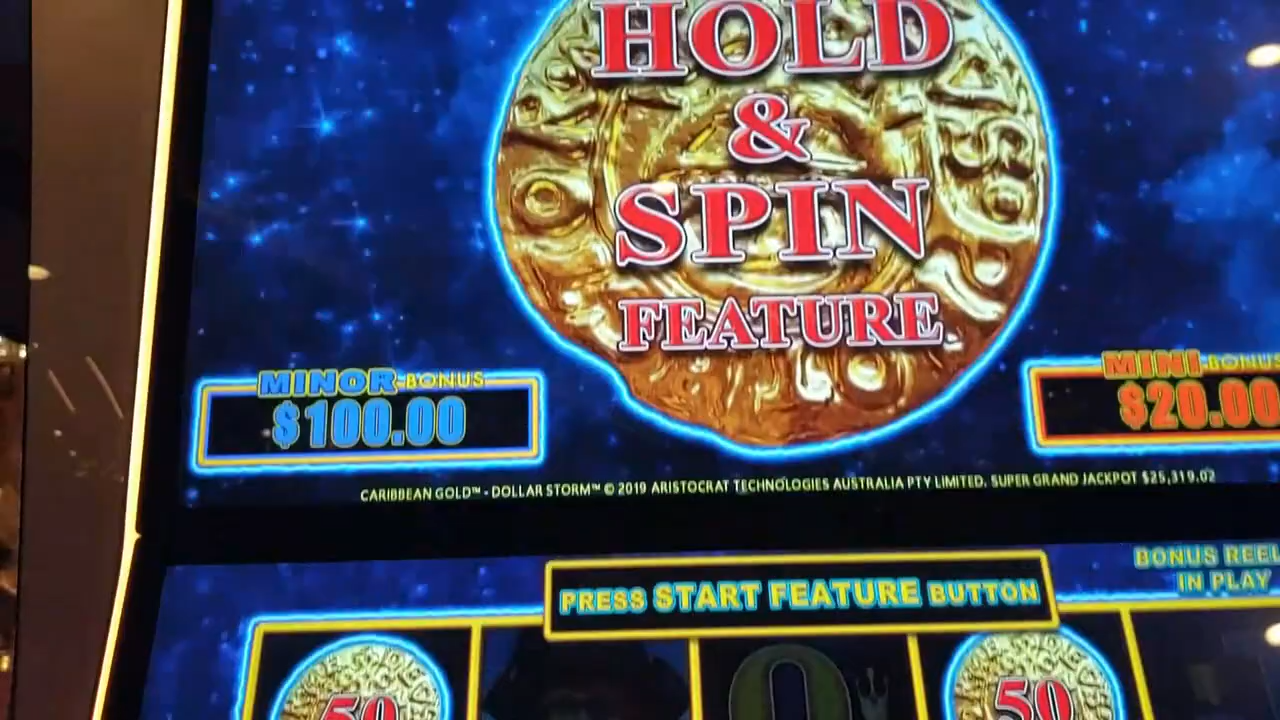 HOLD
&
SPIN
FEATURE
MINOR BONUS
$100.00
MINI BONUS
$20.00
CARIBBEAN GOLD™ - DOLLAR STORM™ © 2019 ARISTOCRAT TECHNOLOGIES AUSTRALIA PTY LIMITED. SUPER GRAND JACKPOT $25,319.02
BONUS REEL
IN PLAY
PRESS START FEATURE BUTTON
50
50